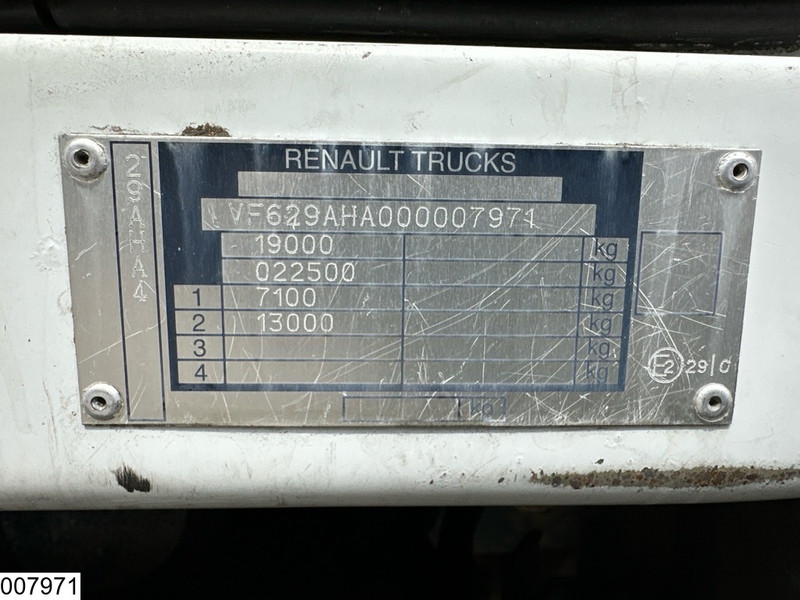 RENAULT TRUCKS
29AHA4
VF629AHA000007971
19000 kg
022500 kg
1 7100 kg
2 13000 kg
3 kg
4 kg
E2 29/0
007971